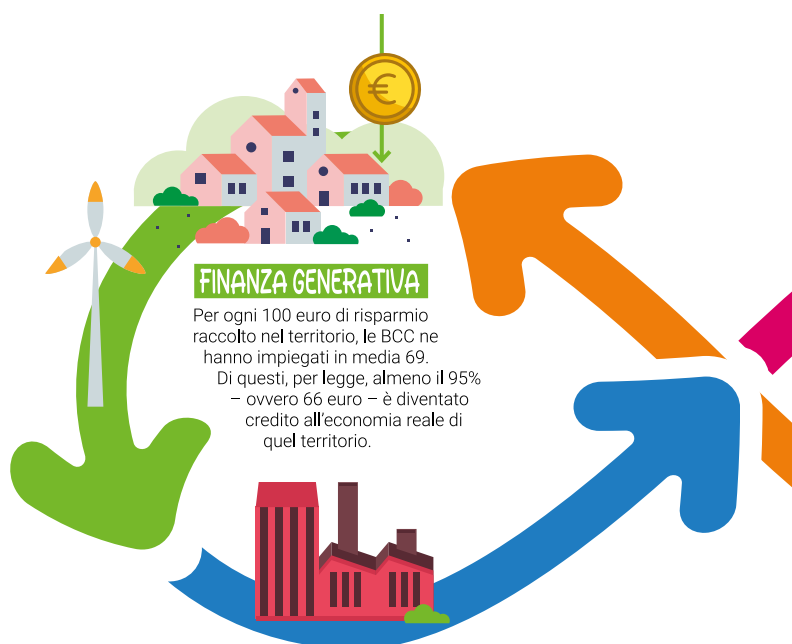 €
FINANZA GENERATIVA
Per ogni 100 euro di risparmio
raccolto nel territorio, le BCC ne
hanno impiegati in media 69.
Di questi, per legge, almeno il 95%
– ovvero 66 euro – è diventato
credito all'economia reale di
quel territorio.